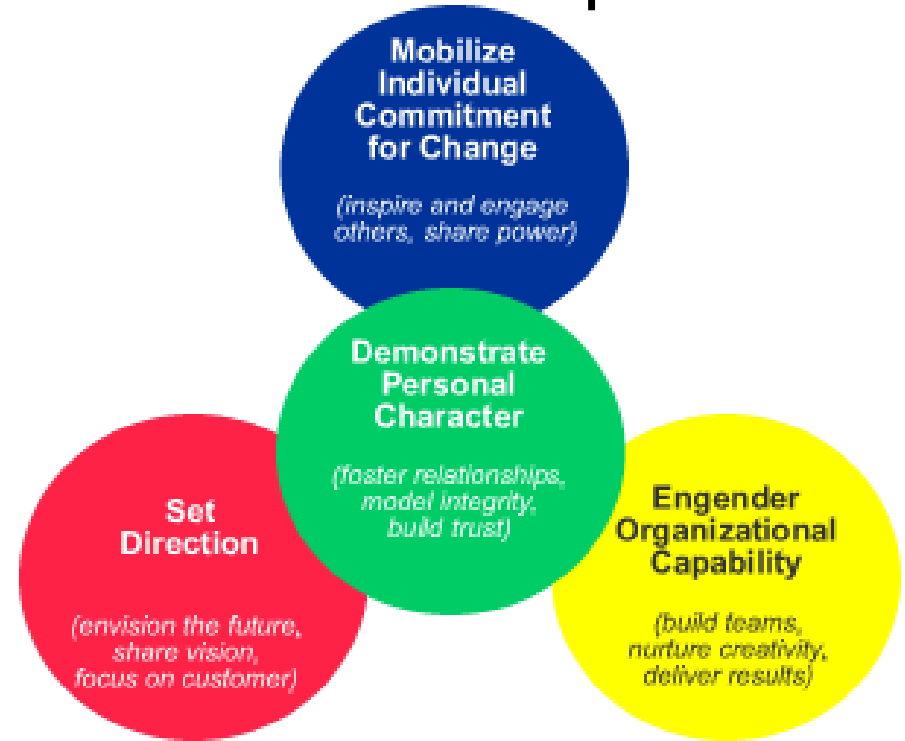 Mobilize
Individual
Commitment
for Change
(inspire and engage
others, share power)
Demonstrate
Personal
Character
(foster relationships,
model integrity,
build trust)
Set
Direction
(envision the future,
share vision,
focus on customer)
Engender
Organizational
Capability
(build teams,
nurture creativity,
deliver results)